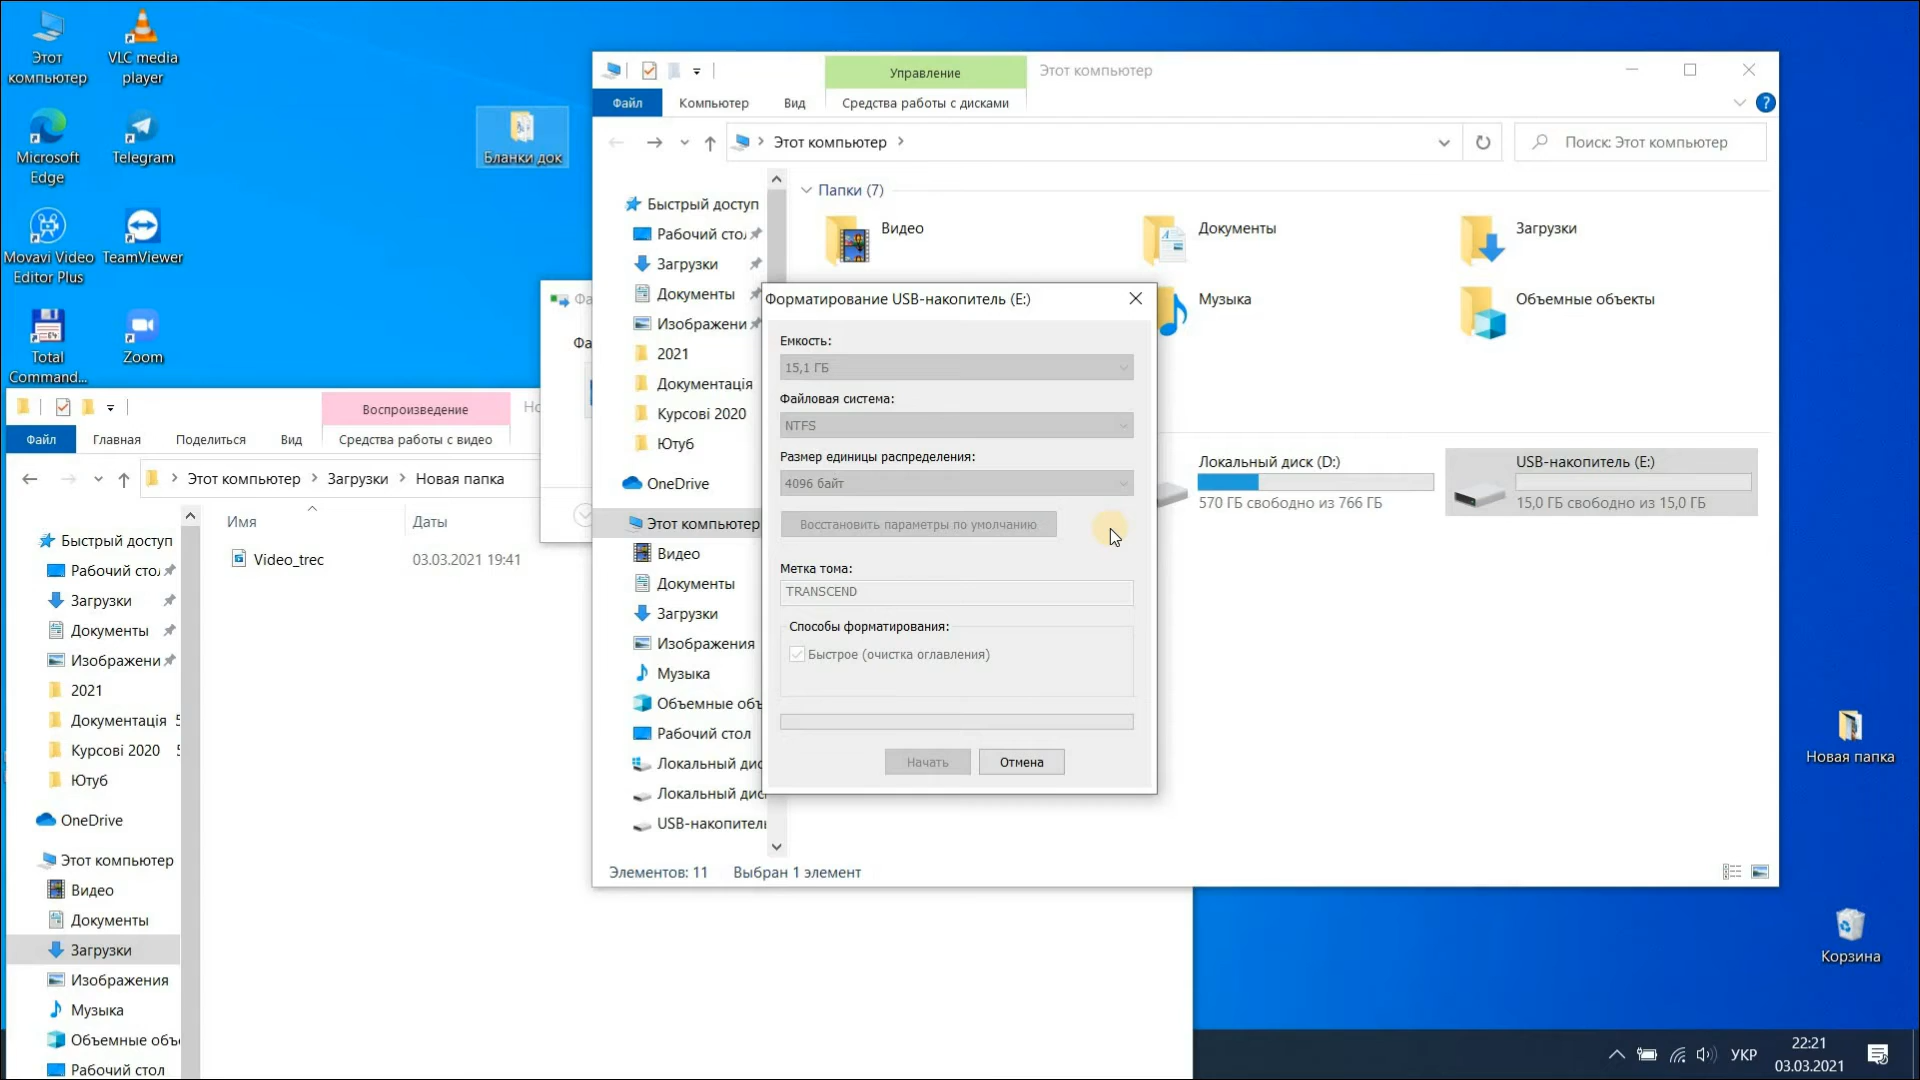 Этот
компьютер
VLC media
player
Microsoft
Edge
Telegram
Movavi Video
Editor Plus
TeamViewer
Total
Command...
Zoom
Бланки док
Новая папка
Корзина
Управление
Этот компьютер
Файл
Компьютер
Вид
Средства работы с дисками
Этот компьютер
Поиск: Этот компьютер
Быстрый доступ
Рабочий сто
Загрузки
Документы
Изображени
2021
Документація
Курсові 2020
Ютуб
OneDrive
Этот компьютер
Видео
Документы
Загрузки
Изображения
Музыка
Объемные объ
Рабочий стол
Локальный дис
Локальный дис
USB-накопитель
Папки (7)
Видео
Документы
Загрузки
Музыка
Объемные объекты
Локальный диск (D:)
570 ГБ свободно из 766 ГБ
USB-накопитель (E:)
15,0 ГБ свободно из 15,0 ГБ
Элементов: 11
Выбран 1 элемент
Форматирование USB-накопитель (E:)
Емкость:
15,1 ГБ
Файловая система:
NTFS
Размер единицы распределения:
4096 байт
Восстановить параметры по умолчанию
Метка тома:
TRANSCEND
Способы форматирования:
Быстрое (очистка оглавления)
Начать
Отмена
Фа
Фа
Воспроизведение
Но
Файл
Главная
Поделиться
Вид
Средства работы с видео
Этот компьютер
Загрузки
Новая папка
Имя
Даты
Video_trec
03.03.2021 19:41
Быстрый доступ
Рабочий сто
Загрузки
Документы
Изображени
2021
Документація 5
Курсові 2020 5
Ютуб
OneDrive
Этот компьютер
Видео
Документы
Загрузки
Изображения
Музыка
Объемные объ
Рабочий стол
УКР
22:21
03.03.2021